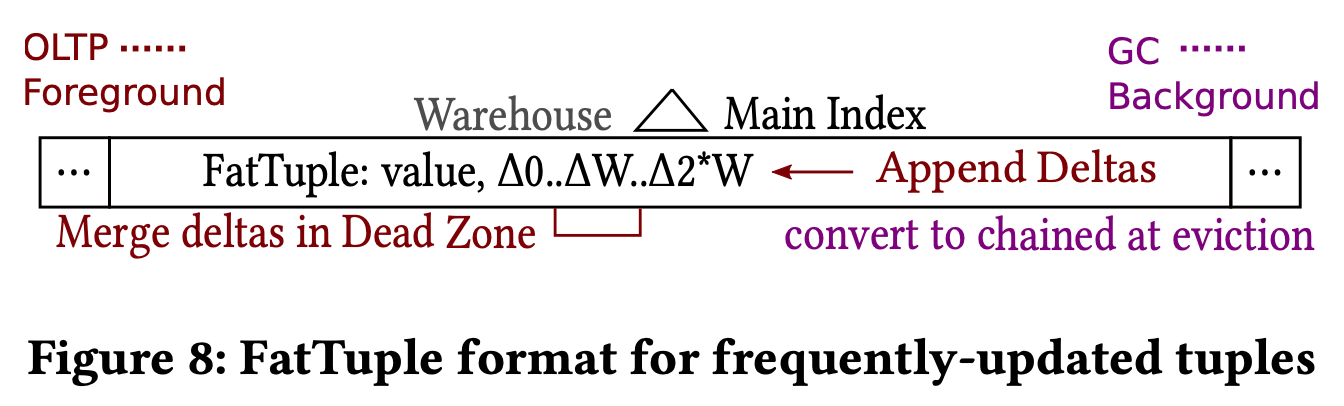 OLTP ······
Foreground
GC ······
Background
Warehouse Main Index
... FatTuple: value, Δ0..ΔW..Δ2*W Append Deltas ...
Merge deltas in Dead Zone
convert to chained at eviction
Figure 8: FatTuple format for frequently-updated tuples